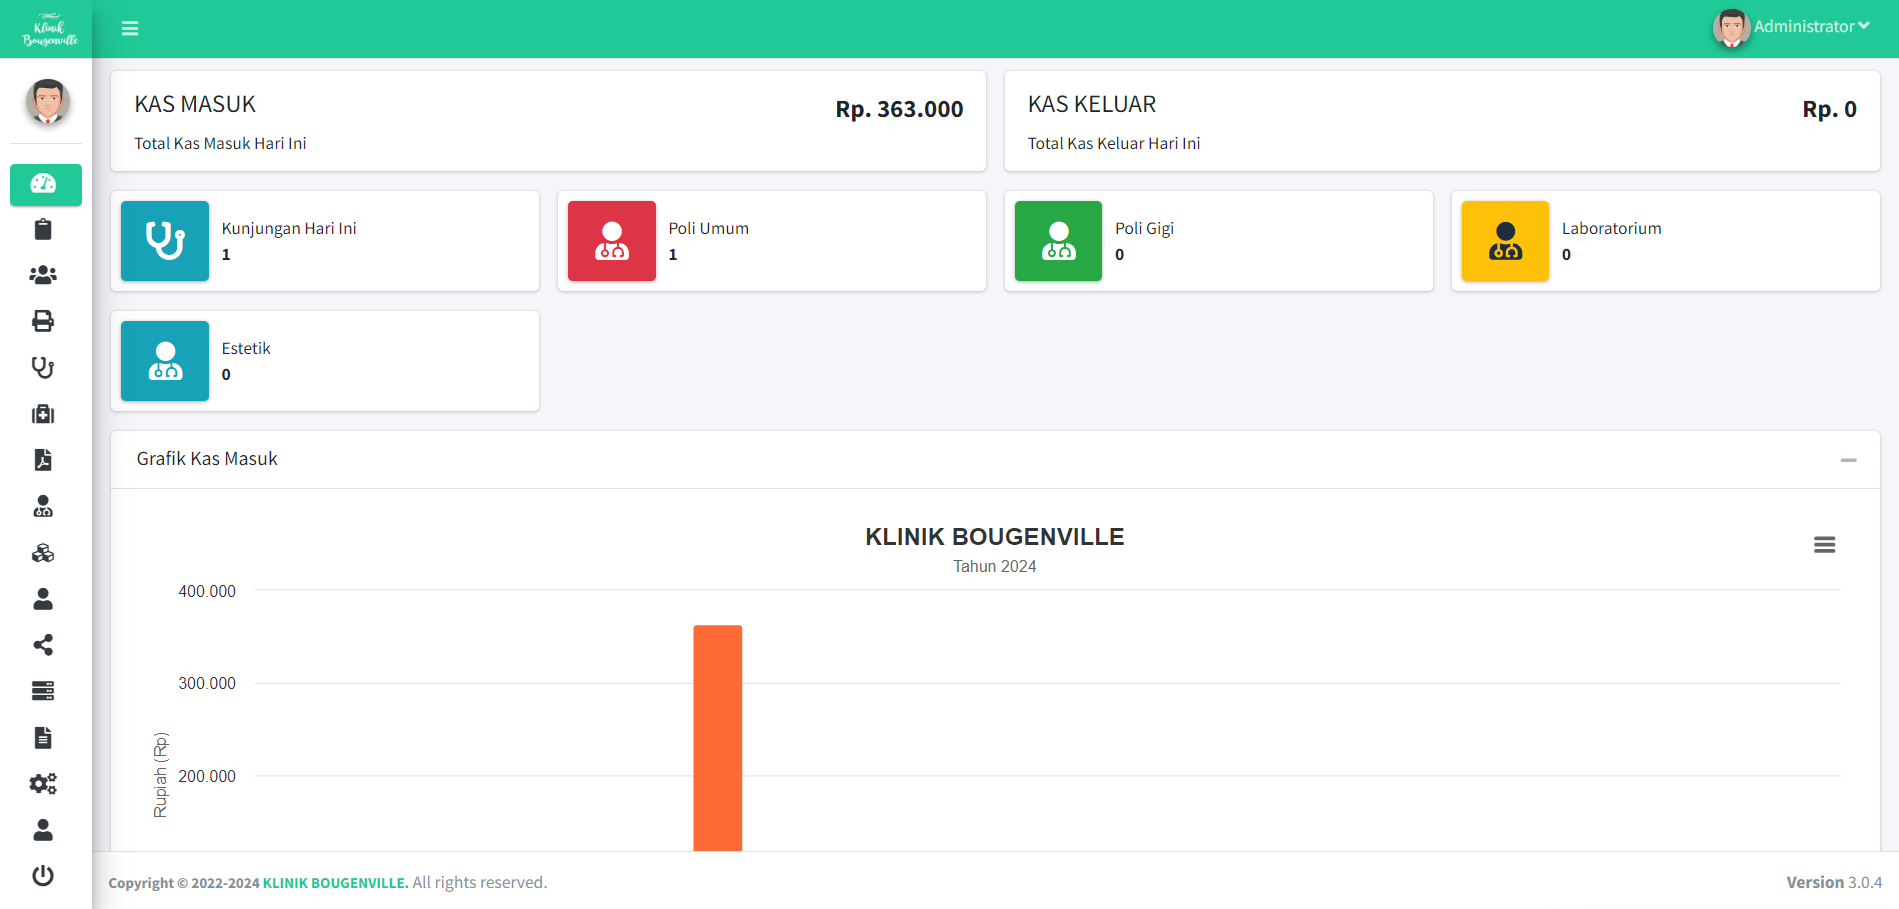 Klinik
Bougenville
Administrator
KAS MASUK
Rp. 363.000
Total Kas Masuk Hari Ini
KAS KELUAR
Rp. 0
Total Kas Keluar Hari Ini
Kunjungan Hari Ini
1
Poli Umum
1
Poli Gigi
0
Laboratorium
0
Estetik
0
Grafik Kas Masuk
KLINIK BOUGENVILLE
Tahun 2024
400.000
300.000
200.000
Rupiah (Rp)
Copyright © 2022-2024 KLINIK BOUGENVILLE. All rights reserved.
Version 3.0.4